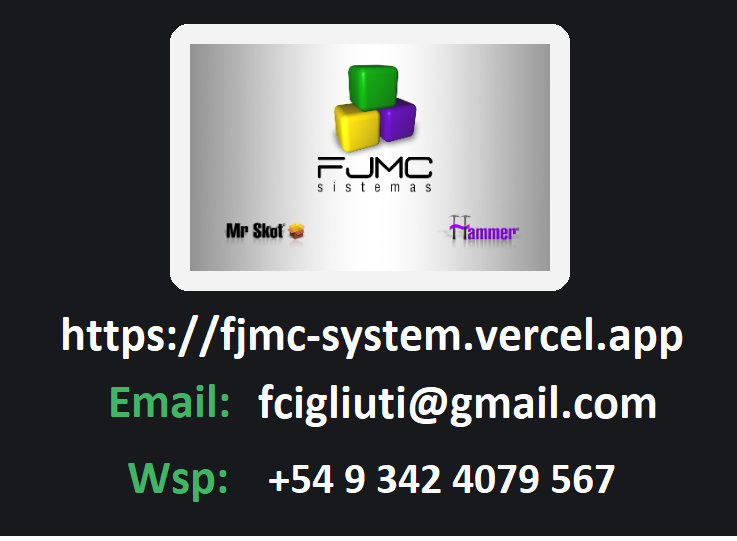 FJMC
sistemas
Mr Skot
Hammer
https://fjmc-system.vercel.app
Email: fcigliuti@gmail.com
Wsp: +54 9 342 4079 567